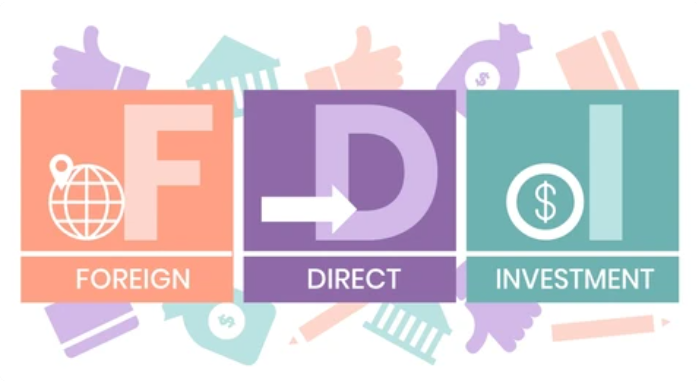 F D I
FOREIGN DIRECT INVESTMENT